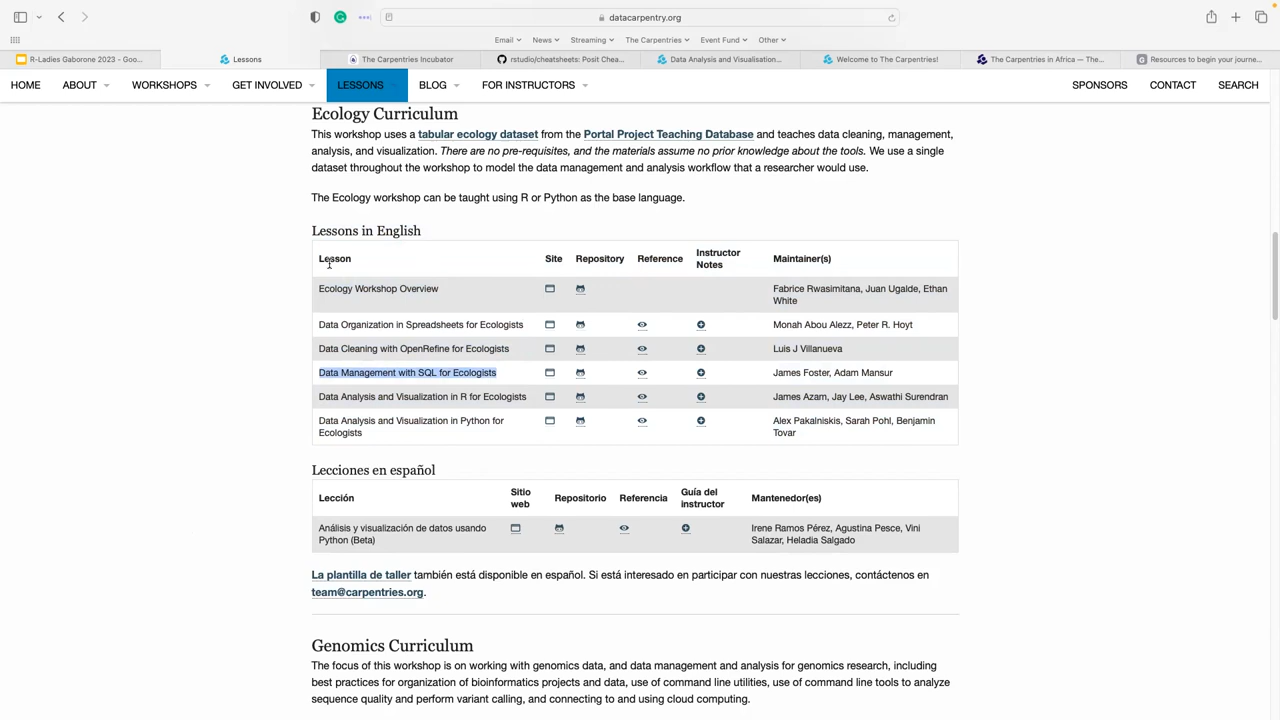 datacarpentry.org
Email News Streaming The Carpentries Event Fund Other
R-Ladies Gaborone 2023 - Goo... Lessons The Carpentries Incubator rstudio/cheatsheets: Posit Chea... Data Analysis and Visualisation... Welcome to The Carpentries! The Carpentries in Africa — The... Resources to begin your journe...
HOME ABOUT WORKSHOPS GET INVOLVED LESSONS BLOG FOR INSTRUCTORS SPONSORS CONTACT SEARCH
Ecology Curriculum
This workshop uses a tabular ecology dataset from the Portal Project Teaching Database and teaches data cleaning, management,
analysis, and visualization. There are no pre-requisites, and the materials assume no prior knowledge about the tools. We use a single
dataset throughout the workshop to model the data management and analysis workflow that a researcher would use.
The Ecology workshop can be taught using R or Python as the base language.
Lessons in English
Lesson Site Repository Reference Instructor Notes Maintainer(s)
Ecology Workshop Overview Fabrice Rwasimitana, Juan Ugalde, Ethan
White
Data Organization in Spreadsheets for Ecologists Monah Abou Alezz, Peter R. Hoyt
Data Cleaning with OpenRefine for Ecologists Luis J Villanueva
Data Management with SQL for Ecologists James Foster, Adam Mansur
Data Analysis and Visualization in R for Ecologists James Azam, Jay Lee, Aswathi Surendran
Data Analysis and Visualization in Python for Alex Pakalniskis, Sarah Pohl, Benjamin
Ecologists Tovar
Lecciones en español
Lección Sitio web Repositorio Referencia Guía del instructor Mantenedor(es)
Análisis y visualización de datos usando Irene Ramos Pérez, Agustina Pesce, Vini
Python (Beta) Salazar, Heladia Salgado
La plantilla de taller también está disponible en español. Si está interesado en participar con nuestras lecciones, contáctenos en
team@carpentries.org.
Genomics Curriculum
The focus of this workshop is on working with genomics data, and data management and analysis for genomics research, including
best practices for organization of bioinformatics projects and data, use of command line utilities, use of command line tools to analyze
sequence quality and perform variant calling, and connecting to and using cloud computing.